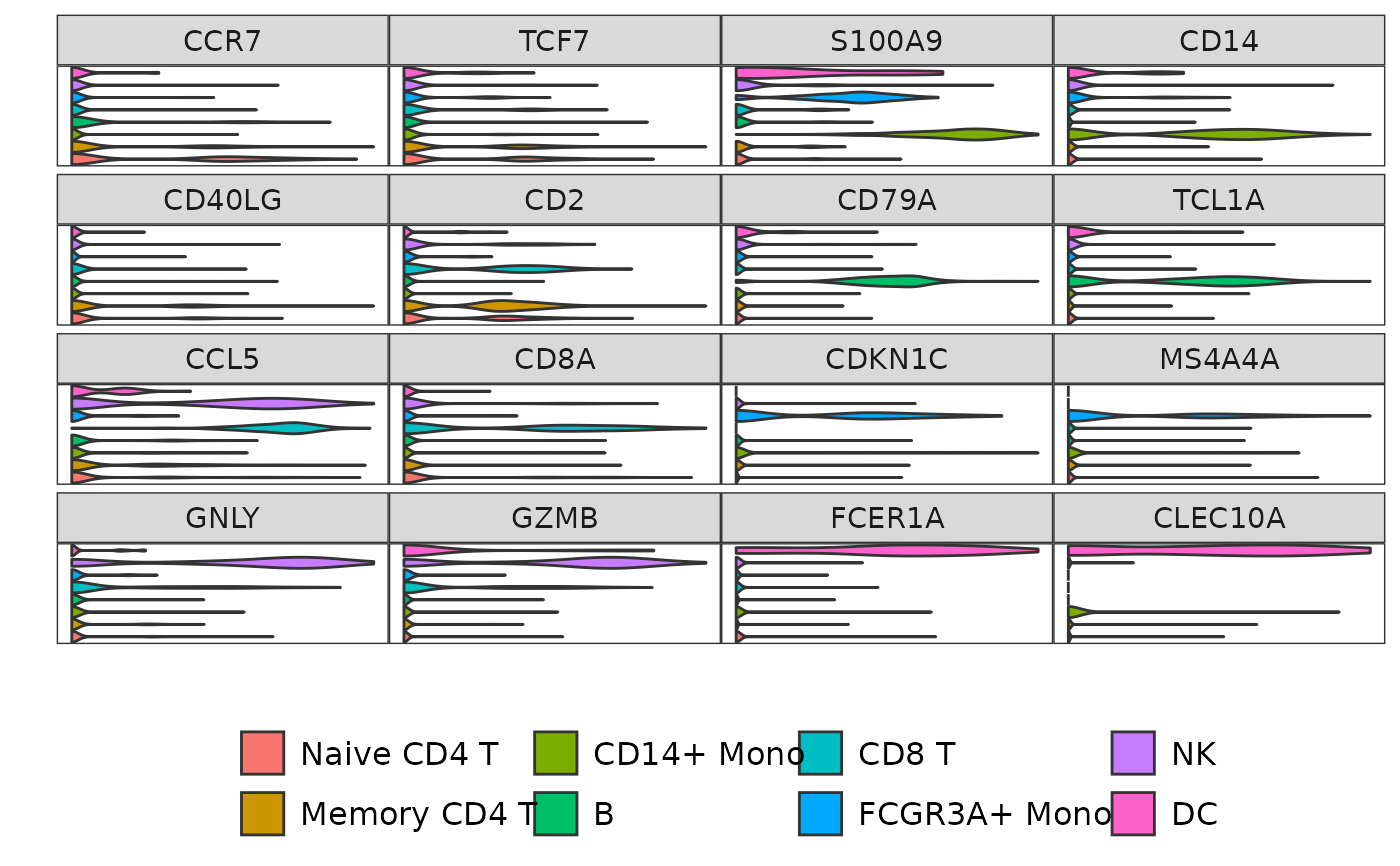 CCR7 TCF7 S100A9 CD14
CD40LG CD2 CD79A TCL1A
CCL5 CD8A CDKN1C MS4A4A
GNLY GZMB FCER1A CLEC10A
Naive CD4 T CD14+ Mono CD8 T NK
Memory CD4 T B FCGR3A+ Mono DC